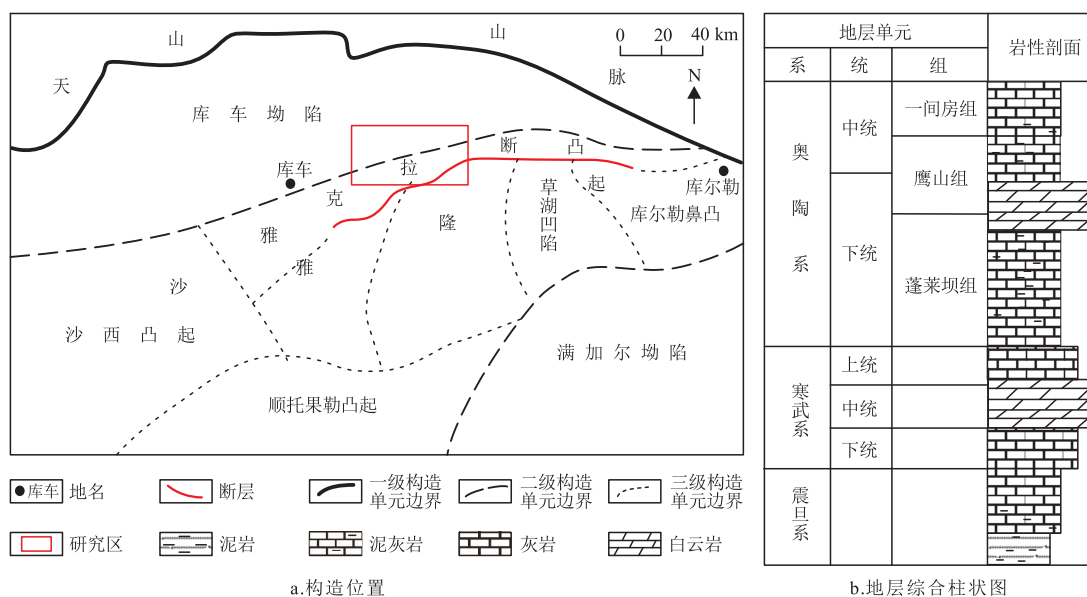 天
山
山
脉
0 20 40 km
N
库车坳陷
库车
克
拉
断
凸
起
雅
雅
隆
草湖凹陷
库尔勒
库尔勒鼻凸
沙
沙西凸起
满加尔坳陷
顺托果勒凸起
库车 地名
断层
一级构造
单元边界
二级构造
单元边界
三级构造
单元边界
研究区
泥岩
泥灰岩
灰岩
白云岩
a.构造位置
地层单元
岩性剖面
系 统 组
奥陶系
中统
下统
一间房组
鹰山组
蓬莱坝组
寒武系
上统
中统
下统
震旦系
b.地层综合柱状图